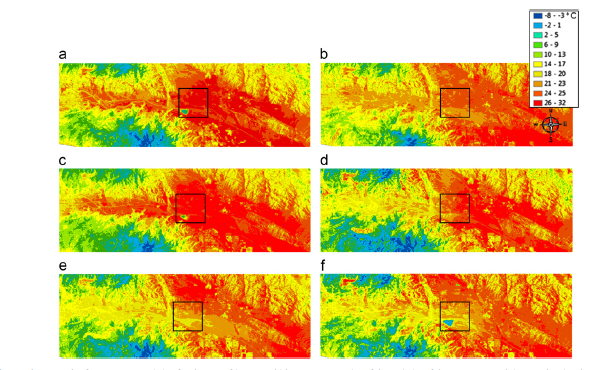 -8 - -3 °C
-2 - 1
2 - 5
6 - 9
10 - 13
14 - 17
18 - 20
21 - 23
24 - 25
26 - 32
a
b
W E
S
c
d
e
f